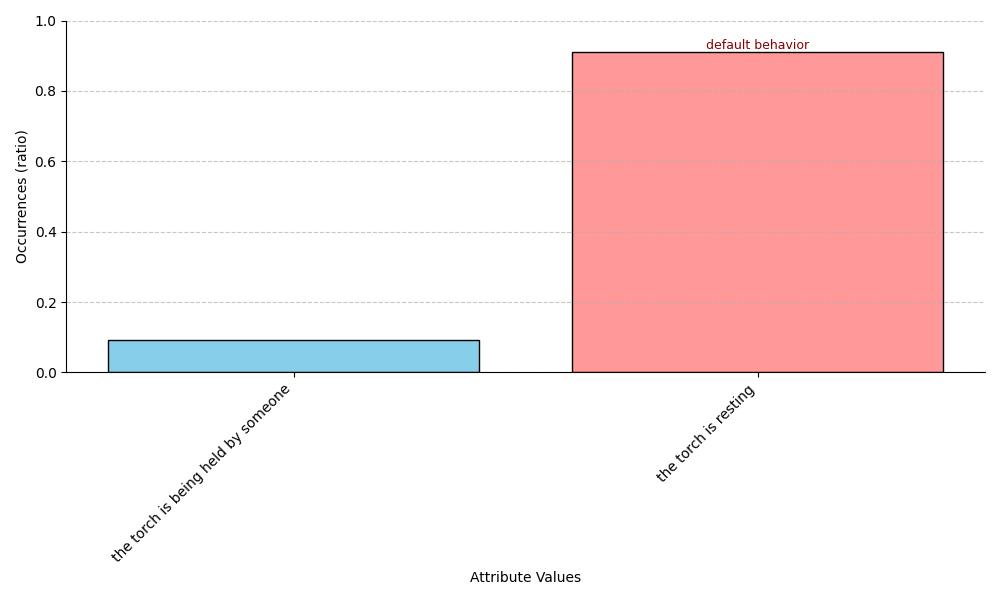 1.0
default behavior
0.8
0.6
0.4
0.2
0.0
Occurrences (ratio)
the torch is being held by someone
the torch is resting
Attribute Values